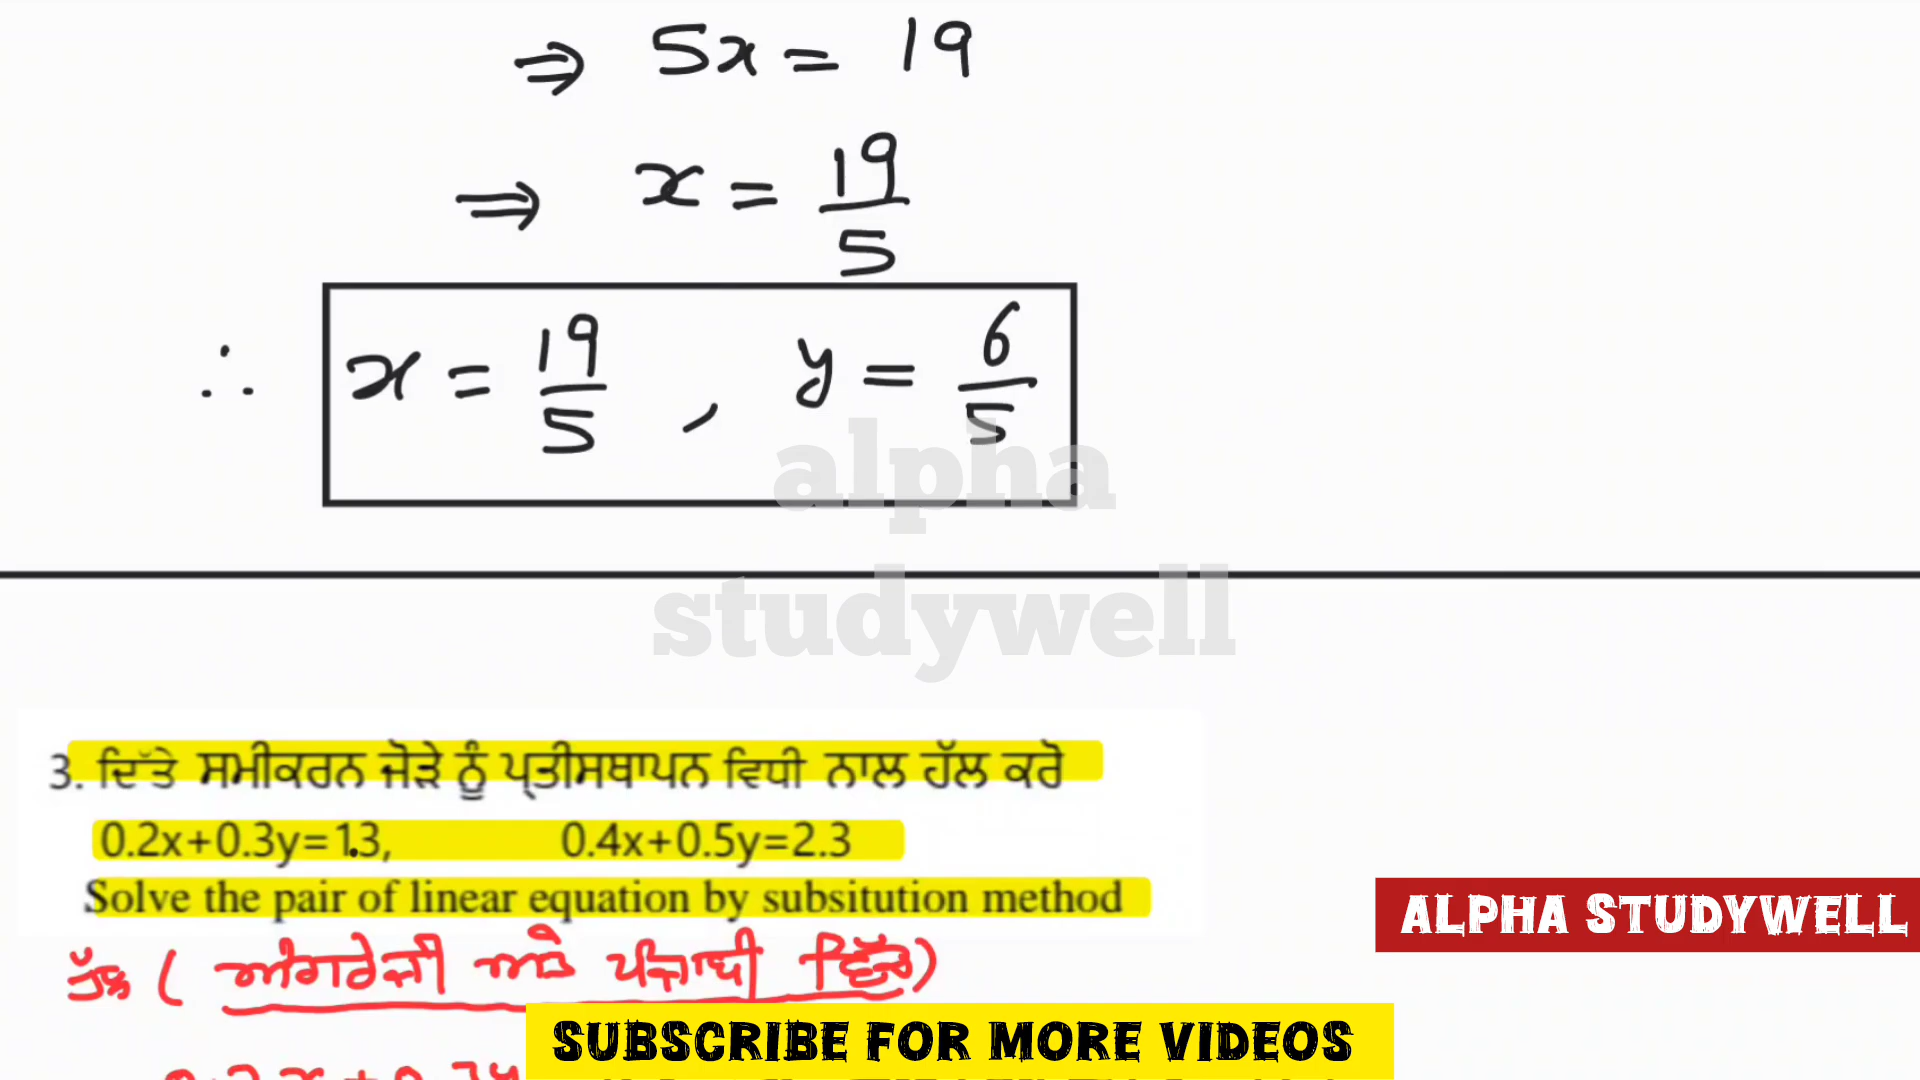 ⇒ 5x = 19
⇒ x = 19/5
∴ x = 19/5 , y = 6/5
alpha
studywell
3. ਦਿੱਤੇ ਸਮੀਕਰਨ ਜੋੜੇ ਨੂੰ ਪ੍ਰਤੀਸਥਾਪਨ ਵਿਧੀ ਨਾਲ ਹੱਲ ਕਰੋ
0.2x+0.3y=1.3, 0.4x+0.5y=2.3
Solve the pair of linear equation by subsitution method
ALPHA STUDYWELL
ਹੱਲ ( ਅੰਗਰੇਜ਼ੀ ਅਤੇ ਪੰਜਾਬੀ ਵਿੱਚ)
SUBSCRIBE FOR MORE VIDEOS